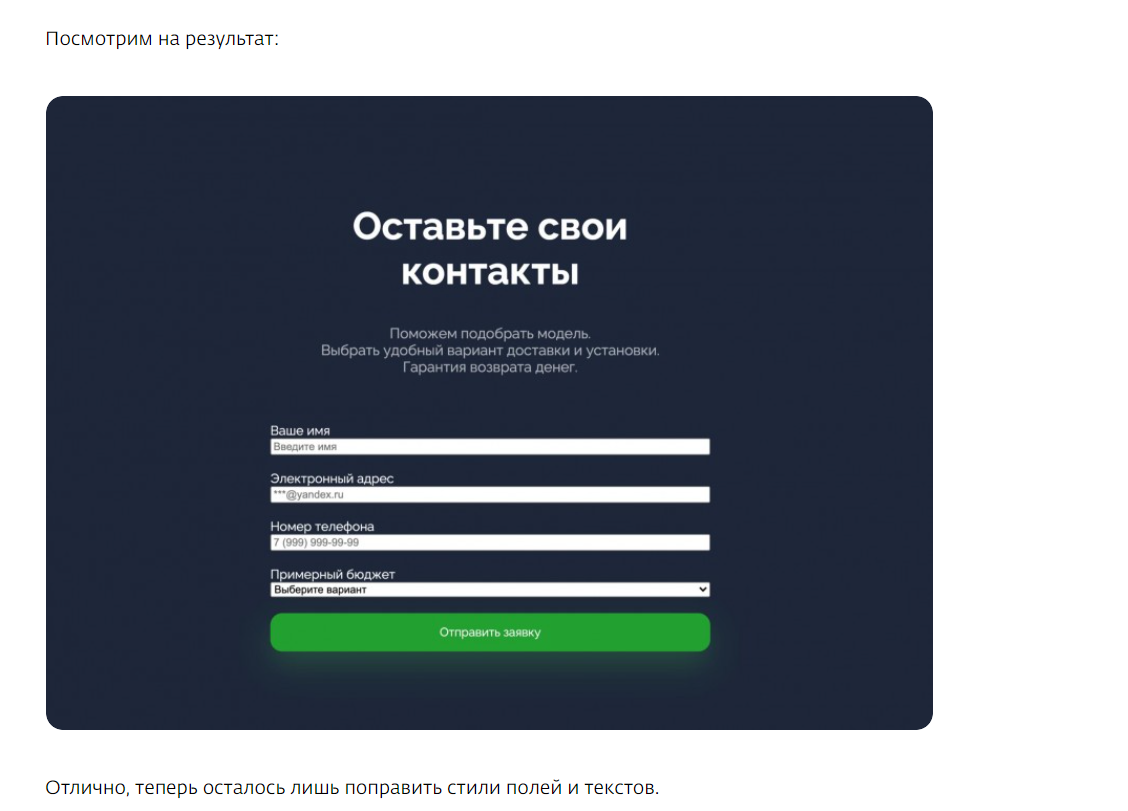 Посмотрим на результат:
Оставьте свои
контакты
Поможем подобрать модель.
Выбрать удобный вариант доставки и установки.
Гарантия возврата денег.
Ваше имя
Введите имя
Электронный адрес
***@yandex.ru
Номер телефона
7 (999) 999-99-99
Примерный бюджет
Выберите вариант
Отправить заявку
Отлично, теперь осталось лишь поправить стили полей и текстов.